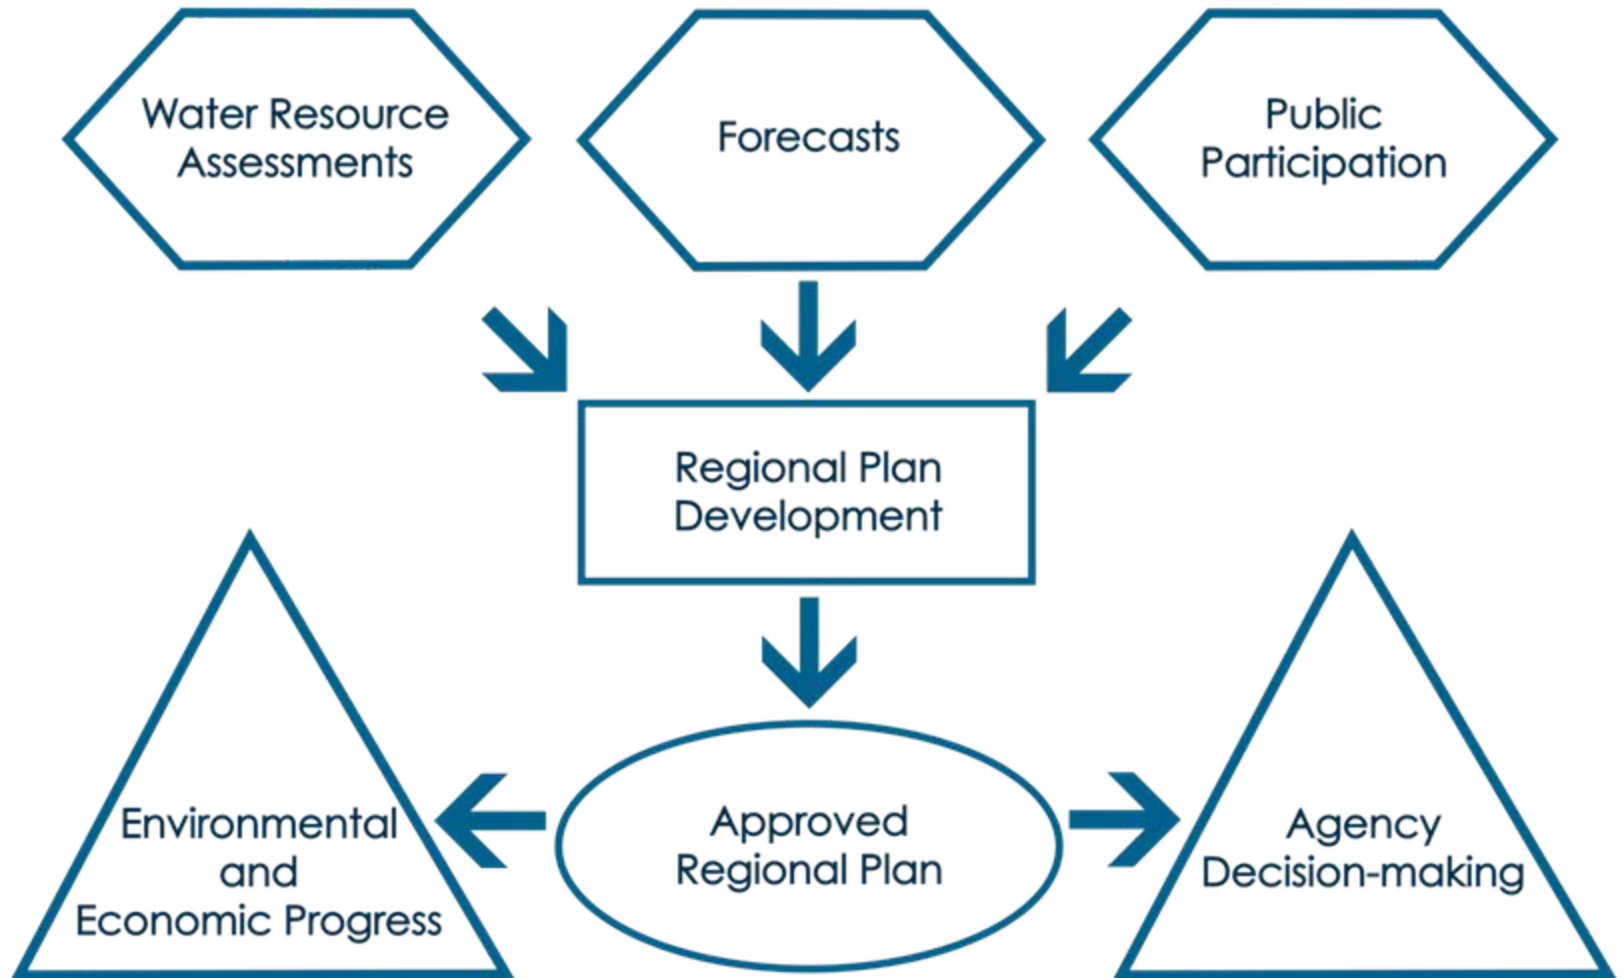 Water Resource
Assessments
Forecasts
Public
Participation
Regional Plan
Development
Environmental
and
Economic Progress
Approved
Regional Plan
Agency
Decision-making